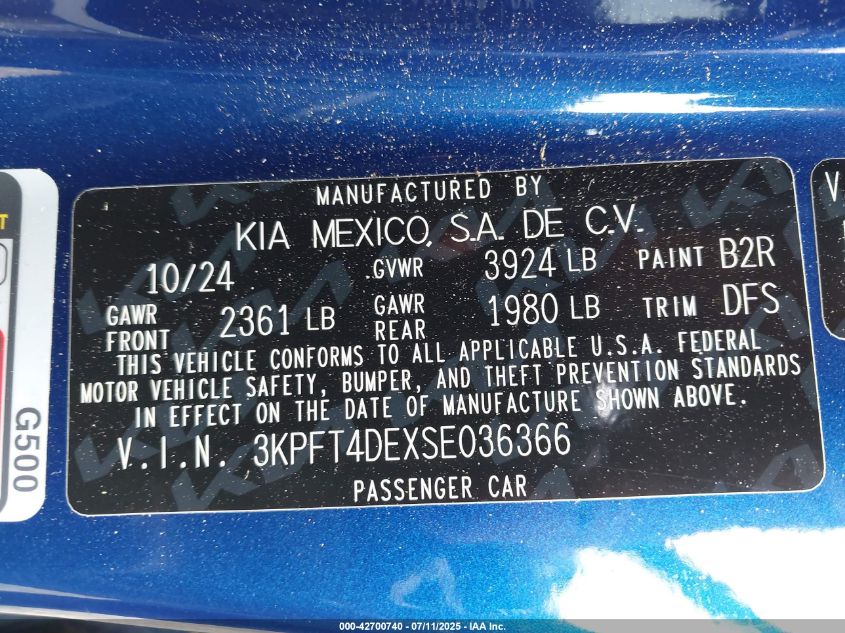 MANUFACTURED BY
KIA MEXICO, S.A. DE C.V.
10/24 GVWR 3924 LB PAINT B2R
GAWR FRONT 2361 LB GAWR REAR 1980 LB TRIM DFS
THIS VEHICLE CONFORMS TO ALL APPLICABLE U.S.A. FEDERAL
MOTOR VEHICLE SAFETY, BUMPER, AND THEFT PREVENTION STANDARDS
IN EFFECT ON THE DATE OF MANUFACTURE SHOWN ABOVE.
V.I.N. 3KPFT4DEXSE036366
PASSENGER CAR
G500
000-42700740 - 07/11/2025 - IAA Inc.